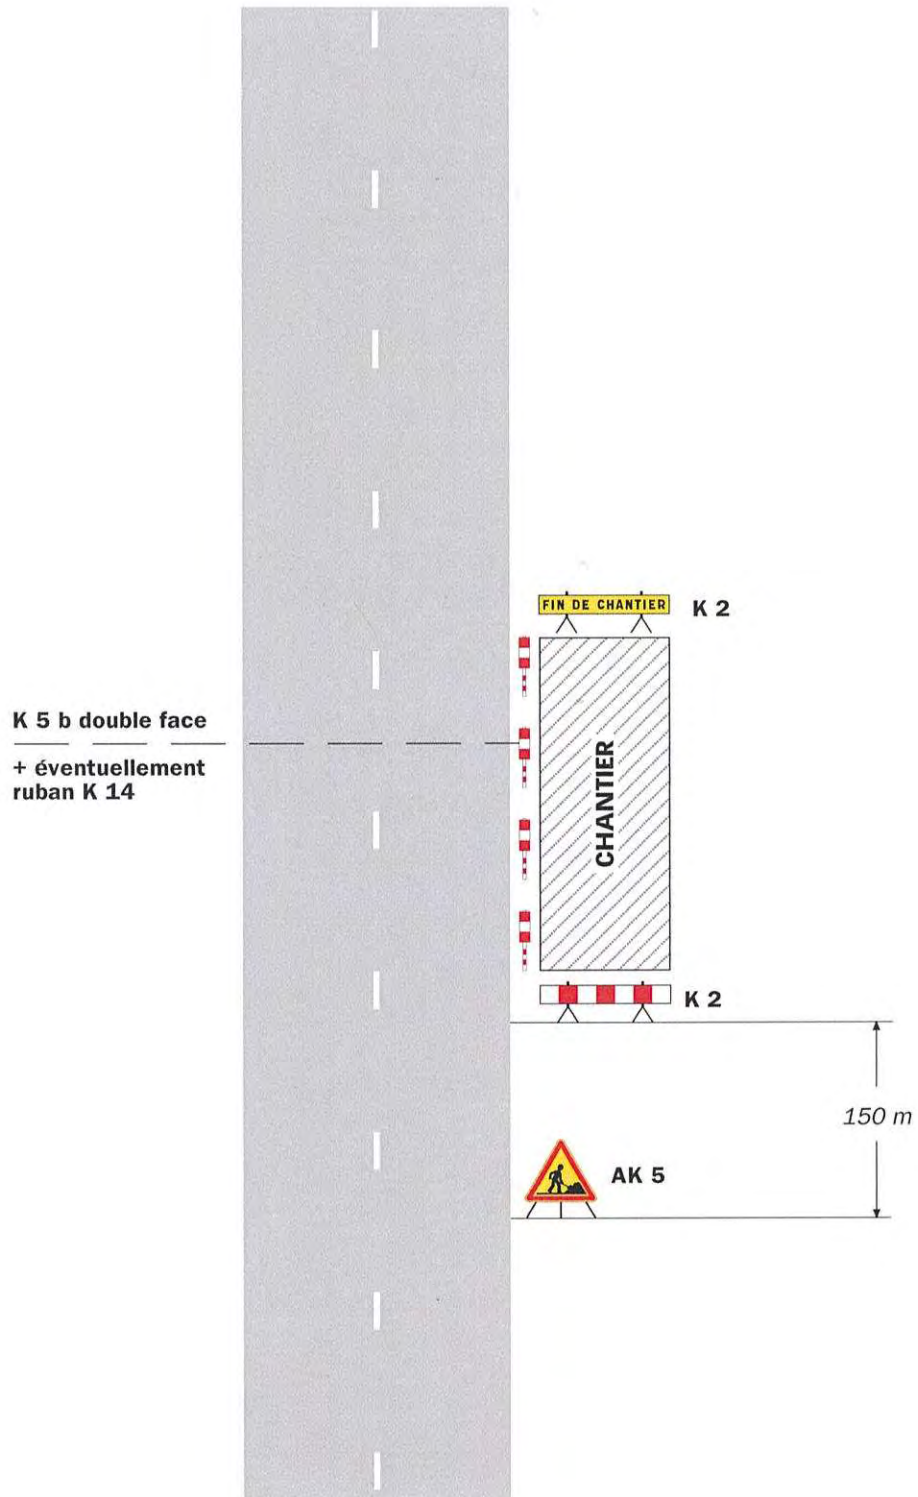 FIN DE CHANTIER
K 2
K 5 b double face
+ éventuellement
ruban K 14
CHANTIER
K 2
150 m
AK 5